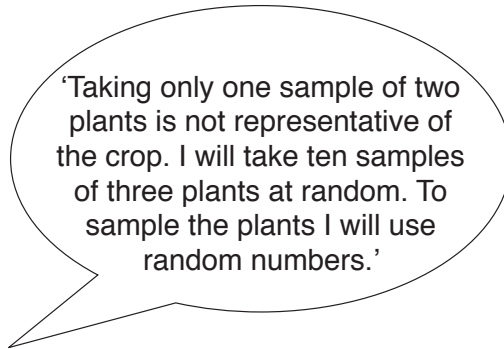 ‘Taking only one sample of two
plants is not representative of
the crop. I will take ten samples
of three plants at random. To
sample the plants I will use
random numbers.’